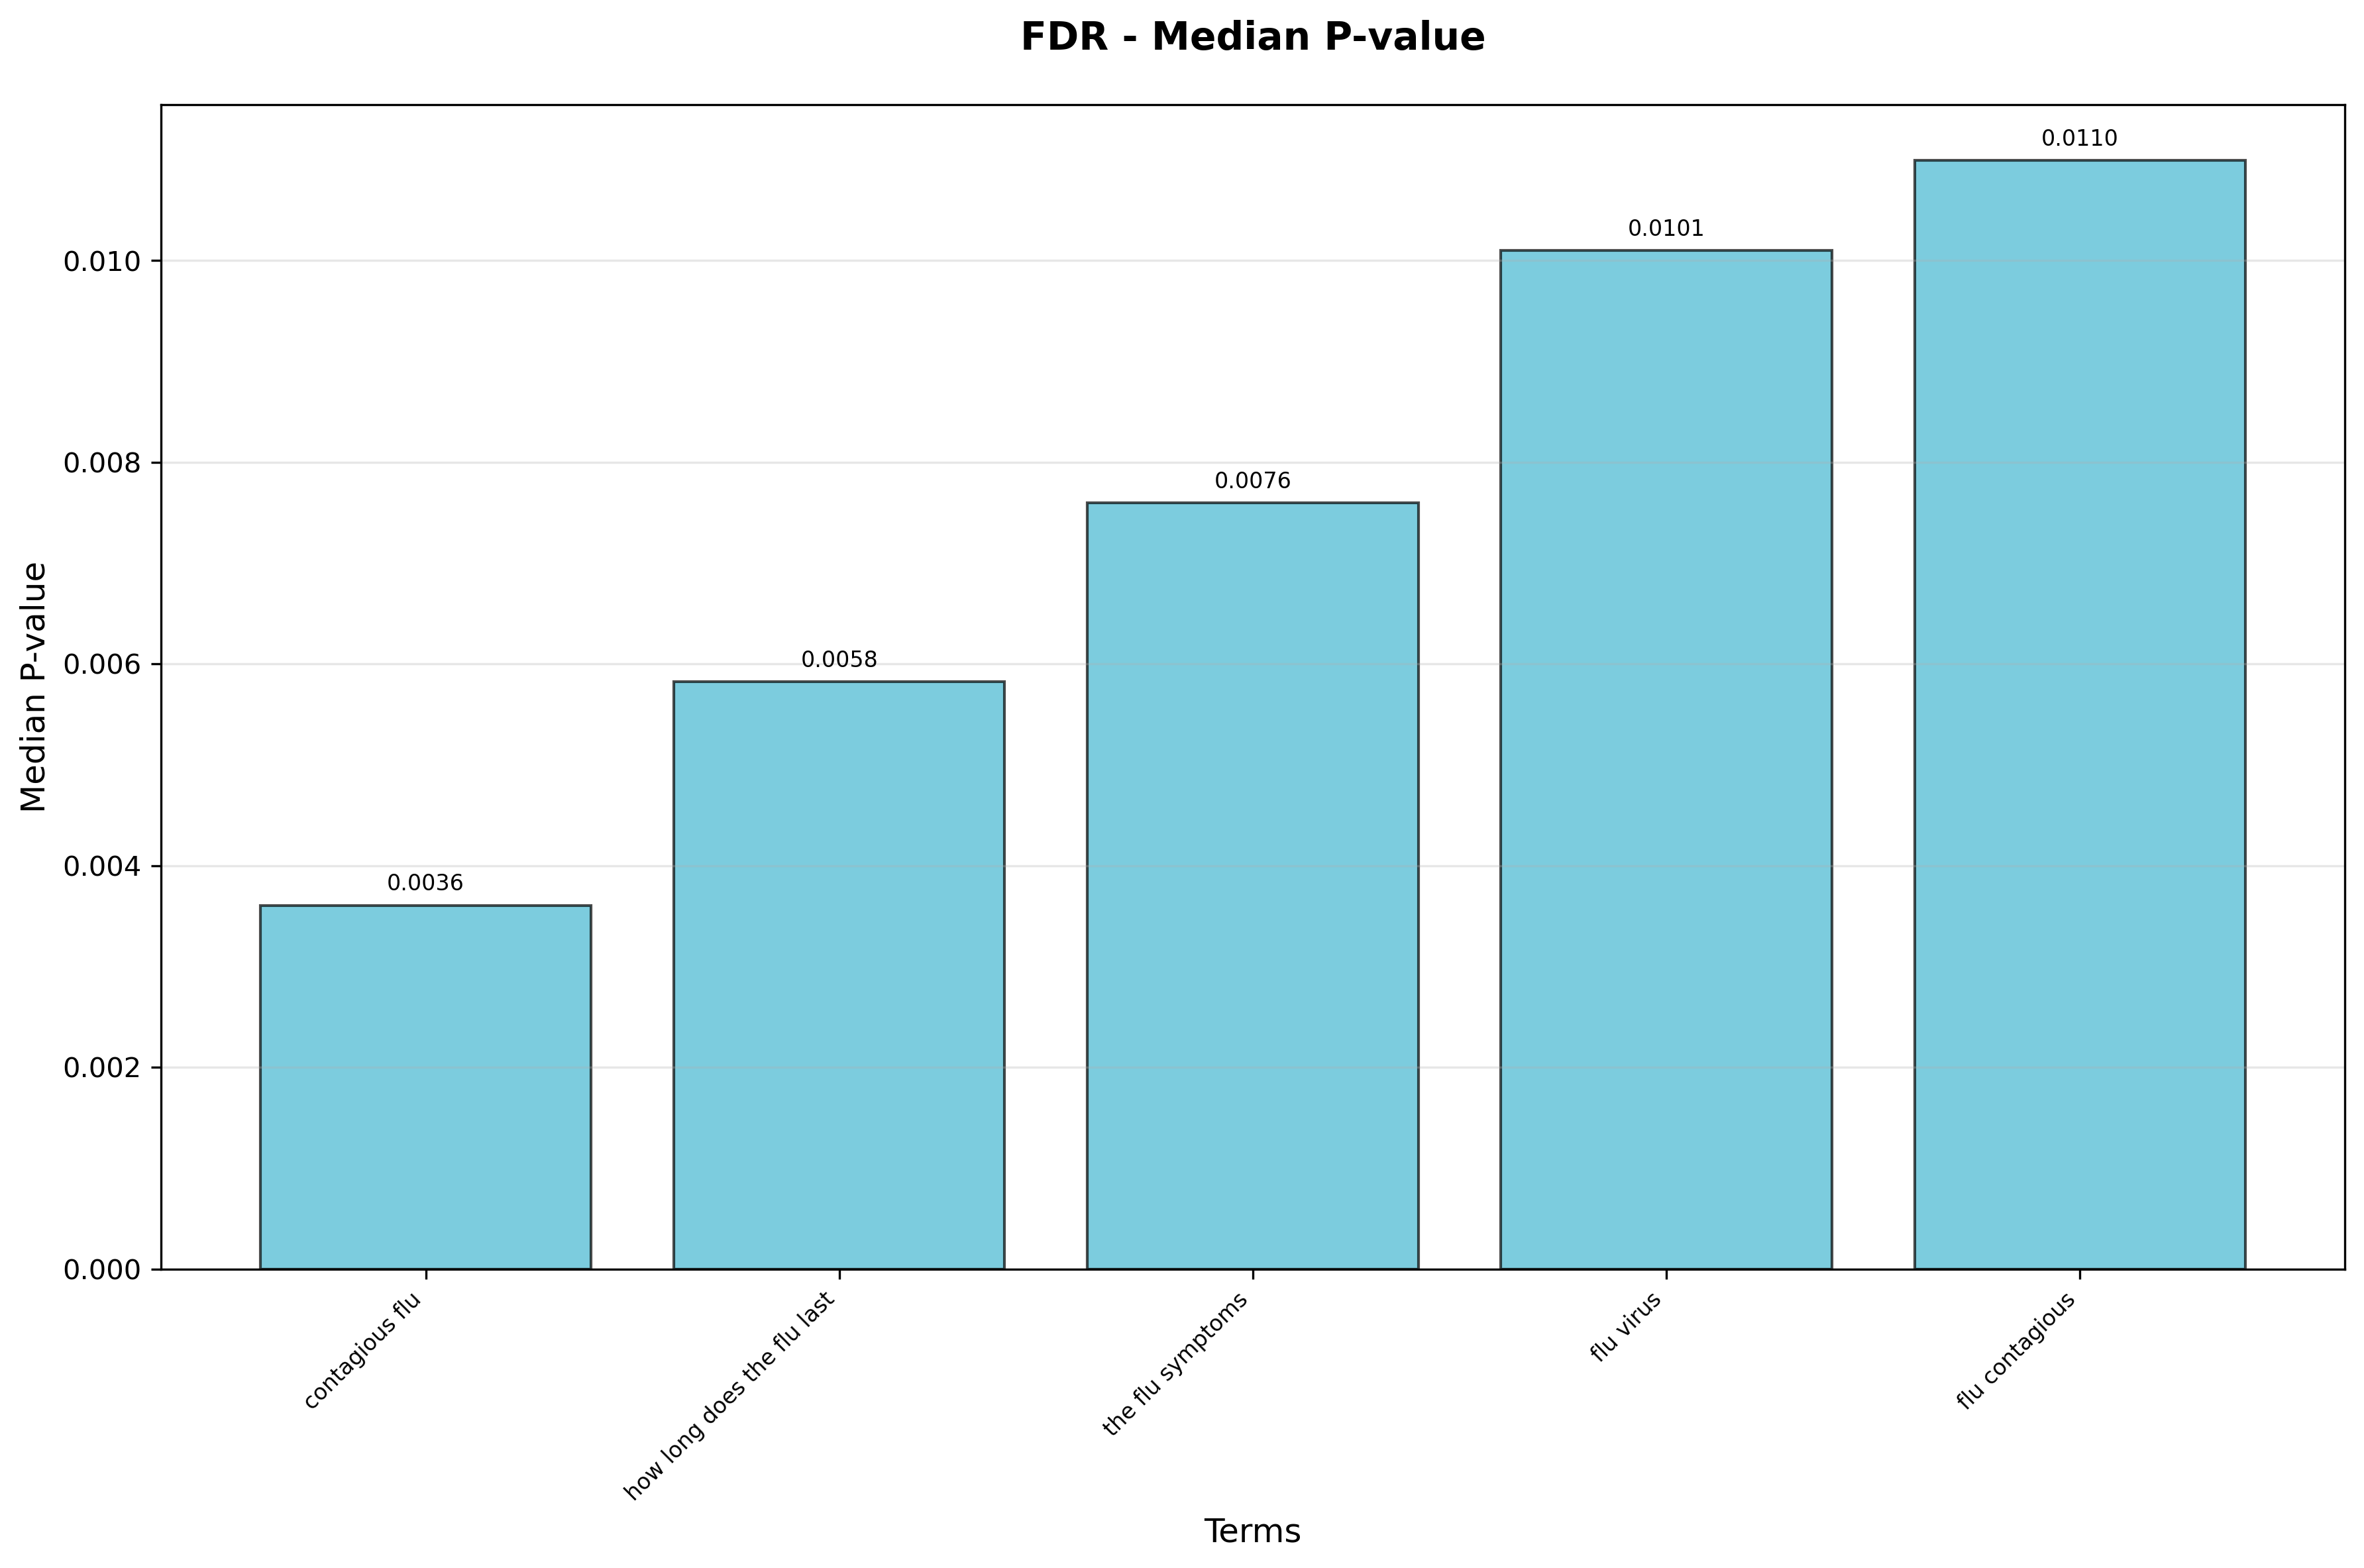 FDR - Median P-value
Median P-value
0.010
0.008
0.006
0.004
0.002
0.000
0.0036
0.0058
0.0076
0.0101
0.0110
contagious flu
how long does the flu last
the flu symptoms
flu virus
flu contagious
Terms